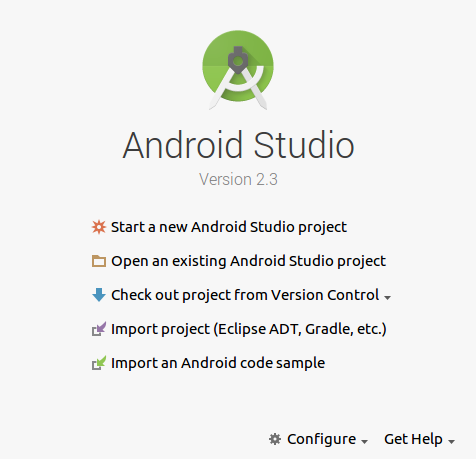 Android Studio
Version 2.3
Start a new Android Studio project
Open an existing Android Studio project
Check out project from Version Control
Import project (Eclipse ADT, Gradle, etc.)
Import an Android code sample
Configure Get Help